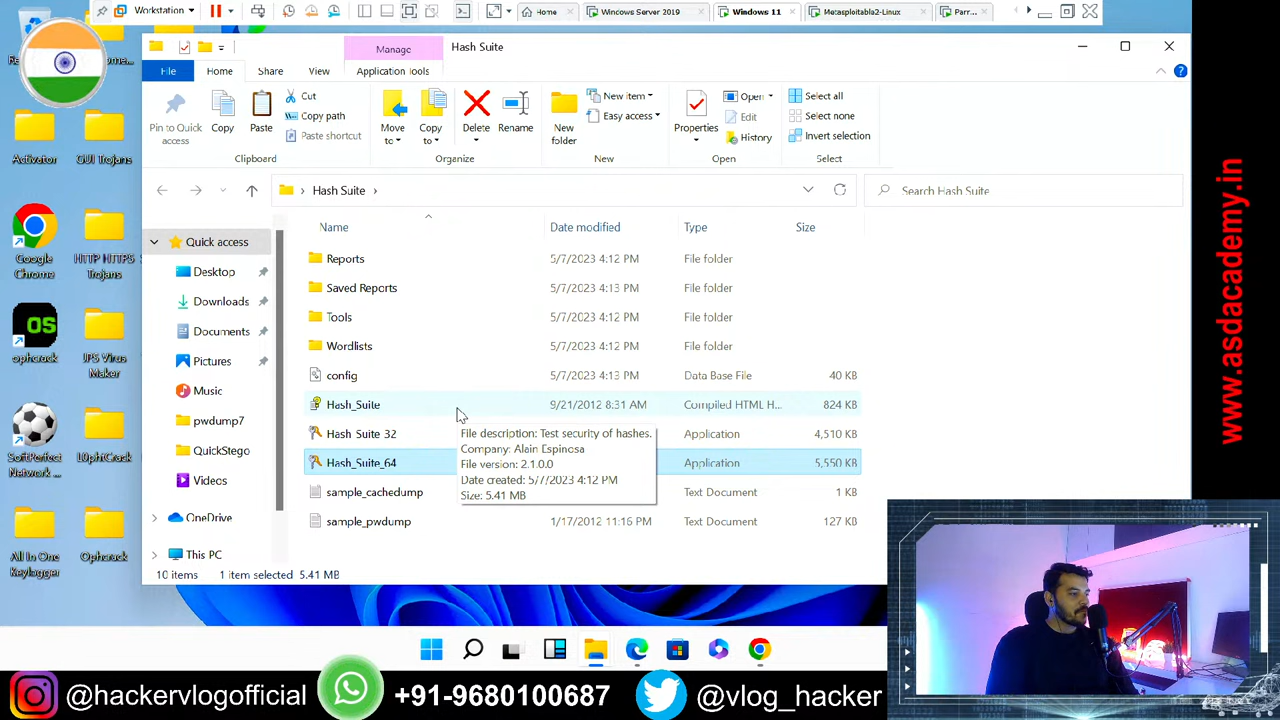 Workstation
Home
Windows Server 2019
Windows 11
Metasploitable2-Linux
Parr...
Manage
Hash Suite
File
Home
Share
View
Application Tools
Pin to Quick access
Copy
Paste
Cut
Copy path
Paste shortcut
Move to
Copy to
Delete
Rename
New folder
New item
Easy access
Properties
Open
Edit
History
Select all
Select none
Invert selection
Clipboard
Organize
New
Open
Select
Hash Suite
Search Hash Suite
Name
Date modified
Type
Size
Quick access
Desktop
Downloads
Documents
Pictures
Music
pwdump7
QuickStego
Videos
OneDrive
This PC
Reports 5/7/2023 4:12 PM File folder
Saved Reports 5/7/2023 4:13 PM File folder
Tools 5/7/2023 4:12 PM File folder
Wordlists 5/7/2023 4:12 PM File folder
config 5/7/2023 4:13 PM Data Base File 40 KB
Hash_Suite 9/21/2012 8:31 AM Compiled HTML H... 824 KB
Hash Suite 32 Application 4,510 KB
Hash_Suite_64 Application 5,550 KB
sample_cachedump Text Document 1 KB
sample_pwdump 1/17/2012 11:16 PM Text Document 127 KB
File description: Test security of hashes.
Company: Alain Espinosa
File version: 2.1.0.0
Date created: 5/7/2023 4:12 PM
Size: 5.41 MB
10 items 1 item selected 5.41 MB
Activator
GUI Trojans
Google Chrome
HTTP HTTPS Trojans
OS
ophcrack
JPS Virus Maker
SoftPerfect Network ...
L0phtCrack
All In One Keylogger
Ophcrack
www.asdacademy.in
@hackervlogofficial
+91-9680100687
@vlog_hacker